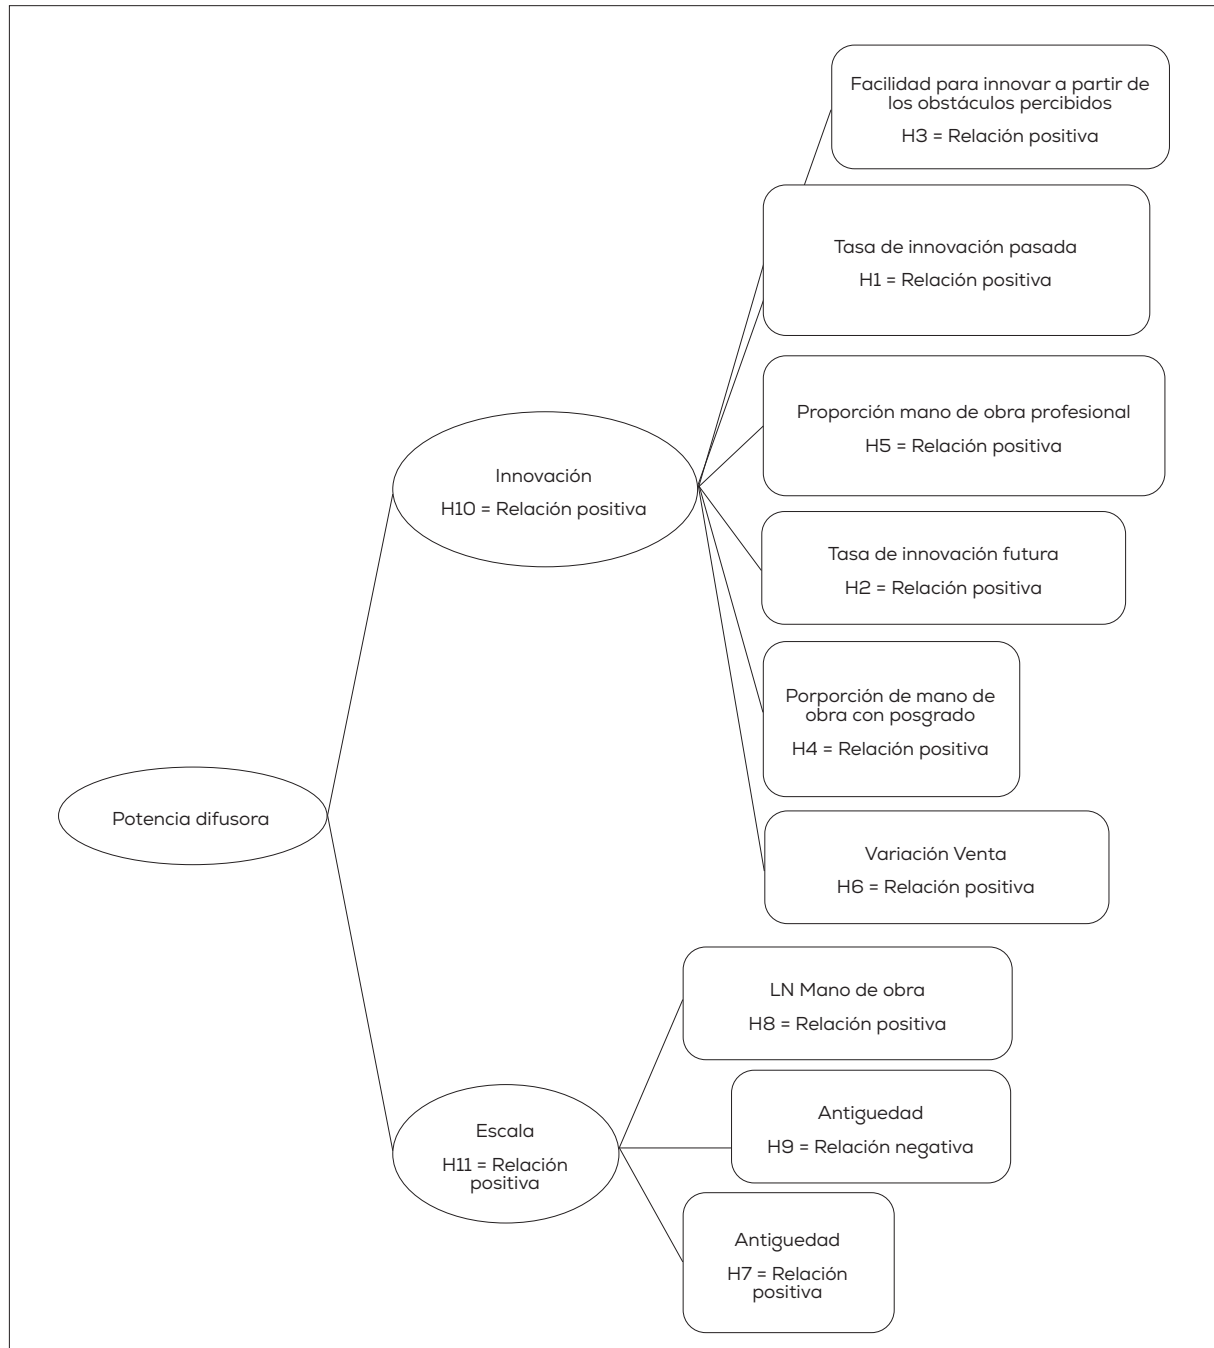 Facilidad para innovar a partir de
los obstáculos percibidos
H3 = Relación positiva
Tasa de innovación pasada
H1 = Relación positiva
Proporción mano de obra profesional
H5 = Relación positiva
Innovación
H10 = Relación positiva
Tasa de innovación futura
H2 = Relación positiva
Porporción de mano de
obra con posgrado
H4 = Relación positiva
Potencia difusora
Variación Venta
H6 = Relación positiva
LN Mano de obra
H8 = Relación positiva
Escala
H11 = Relación
positiva
Antiguedad
H9 = Relación negativa
Antiguedad
H7 = Relación
positiva